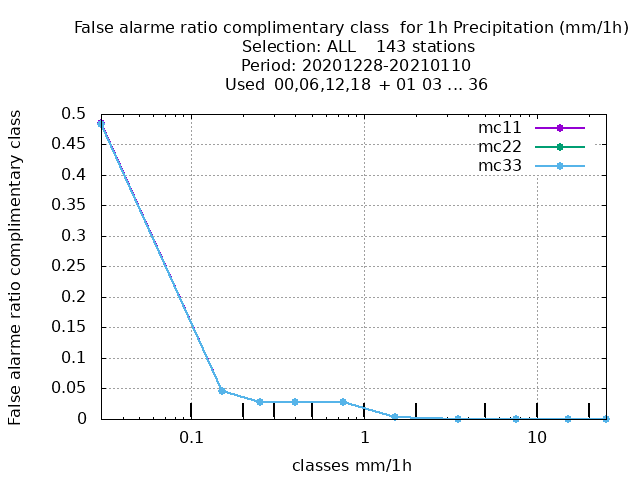 False alarme ratio complimentary class  for 1h Precipitation (mm/1h)
Selection: ALL    143 stations
Period: 20201228-20210110
Used  00,06,12,18  + 01 03 ... 36
False alarme ratio complimentary class
0.5
0.45
0.4
0.35
0.3
0.25
0.2
0.15
0.1
0.05
0
mc11
mc22
mc33
0.1
1
10
classes mm/1h